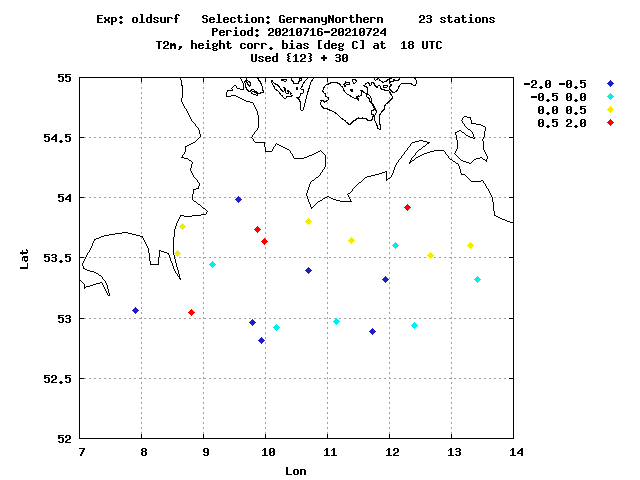 Exp: oldsurf   Selection: GermanyNorthern     23 stations
Period: 20210716-20210724
T2m, height corr. bias [deg C] at  18 UTC
Used {12} + 30
-2.0 -0.5
-0.5 0.0
0.0 0.5
0.5 2.0
55
54.5
54
53.5
53
52.5
52
Lat
7 8 9 10 11 12 13 14
Lon